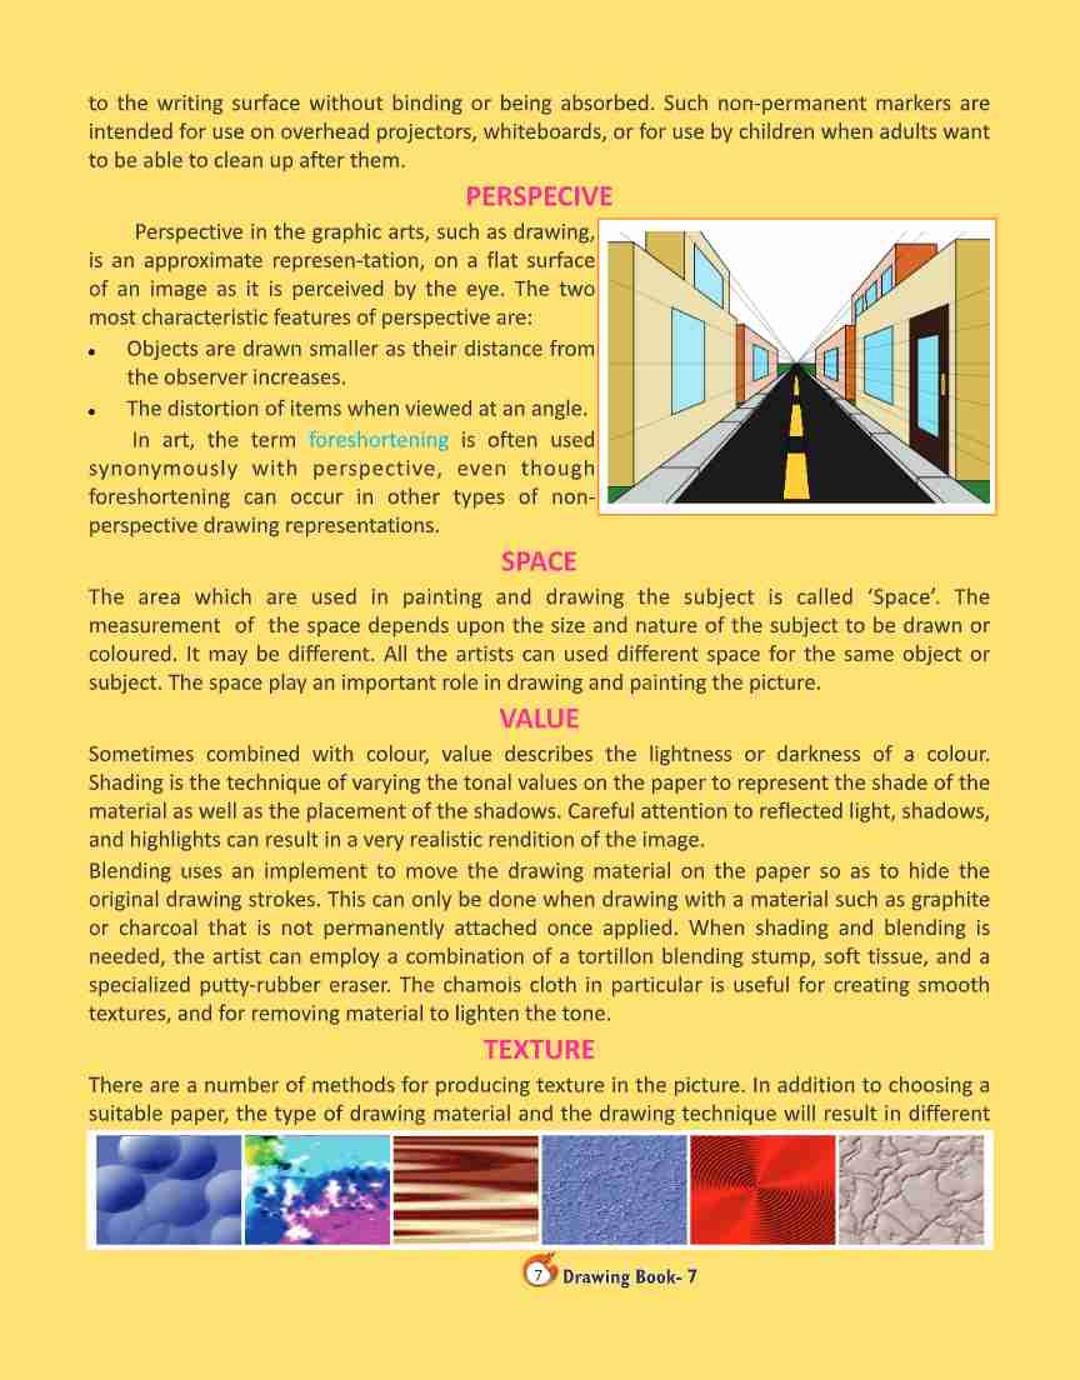 to the writing surface without binding or being absorbed. Such non-permanent markers are
intended for use on overhead projectors, whiteboards, or for use by children when adults want
to be able to clean up after them.
PERSPECIVE
Perspective in the graphic arts, such as drawing,
is an approximate represen-tation, on a flat surface
of an image as it is perceived by the eye. The two
most characteristic features of perspective are:
• Objects are drawn smaller as their distance from
the observer increases.
• The distortion of items when viewed at an angle.
In art, the term foreshortening is often used
synonymously with perspective, even though
foreshortening can occur in other types of non-
perspective drawing representations.
SPACE
The area which are used in painting and drawing the subject is called ‘Space’. The
measurement of the space depends upon the size and nature of the subject to be drawn or
coloured. It may be different. All the artists can used different space for the same object or
subject. The space play an important role in drawing and painting the picture.
VALUE
Sometimes combined with colour, value describes the lightness or darkness of a colour.
Shading is the technique of varying the tonal values on the paper to represent the shade of the
material as well as the placement of the shadows. Careful attention to reflected light, shadows,
and highlights can result in a very realistic rendition of the image.
Blending uses an implement to move the drawing material on the paper so as to hide the
original drawing strokes. This can only be done when drawing with a material such as graphite
or charcoal that is not permanently attached once applied. When shading and blending is
needed, the artist can employ a combination of a tortillon blending stump, soft tissue, and a
specialized putty-rubber eraser. The chamois cloth in particular is useful for creating smooth
textures, and for removing material to lighten the tone.
TEXTURE
There are a number of methods for producing texture in the picture. In addition to choosing a
suitable paper, the type of drawing material and the drawing technique will result in different
7 Drawing Book- 7